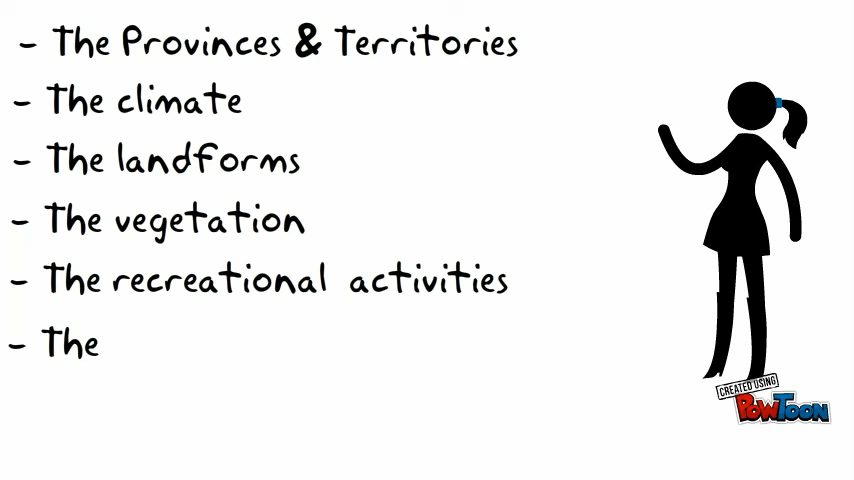 - The Provinces & Territories
- The climate
- The landforms
- The vegetation
- The recreational activities
- The
CREATED USING
POWTOON